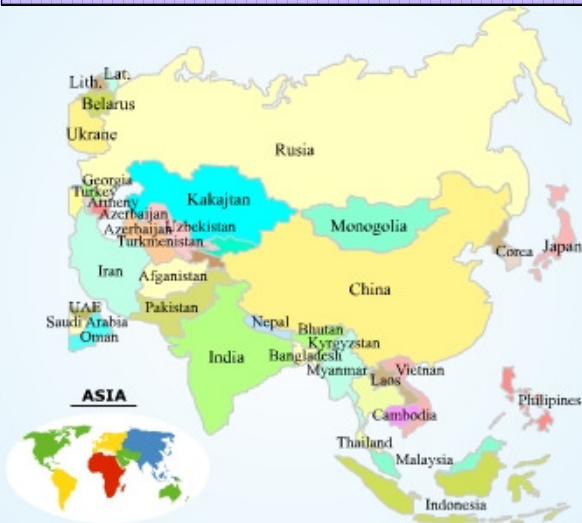 Lat.
Lith.
Belarus
Ukrane
Rusia
Georgia
Turkey
Armeny
Azerbaijan
Azerbaijan
Uzbekistan
Turkmenistan
Kakajtan
Monogolia
Corea
Japan
Iran
Afganistan
China
Pakistan
UAE
Saudi Arabia
Oman
Nepal
Bhutan
Kyrgyzstan
India
Bangladesh
Myanmar
Vietnan
Laos
ASIA
Cambodia
Philipines
Thailand
Malaysia
Indonesia